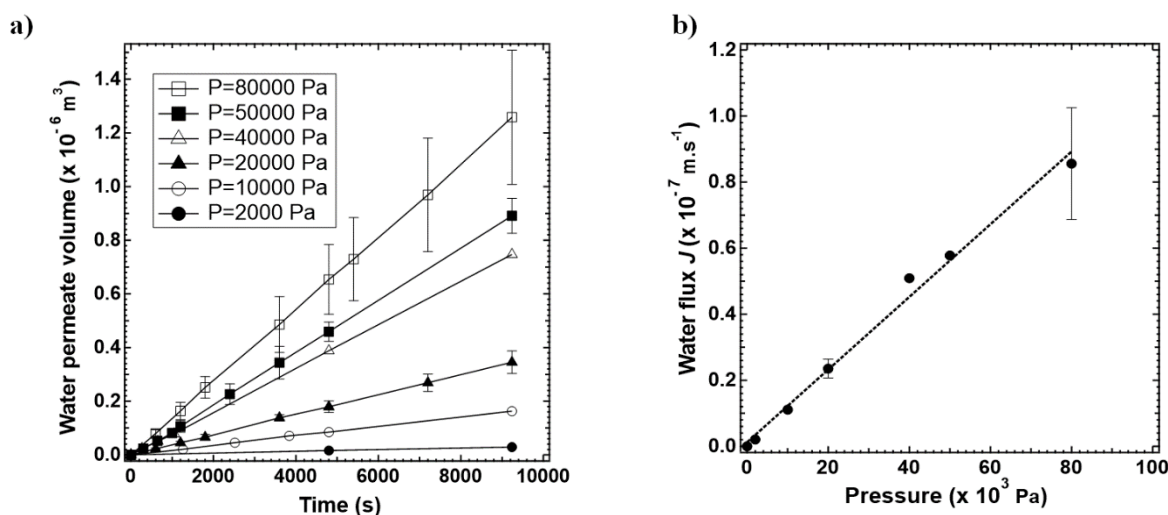 a)
Water permeate volume (x 10⁻⁶ m³)
1.4
1.2
1.0
0.8
0.6
0.4
0.2
0.0
P=80000 Pa
P=50000 Pa
P=40000 Pa
P=20000 Pa
P=10000 Pa
P=2000 Pa
0
2000
4000
6000
8000
10000
Time (s)
b)
Water flux J (x 10⁻⁷ m.s⁻¹)
1.2
1.0
0.8
0.6
0.4
0.2
0.0
0
20
40
60
80
100
Pressure (x 10³ Pa)